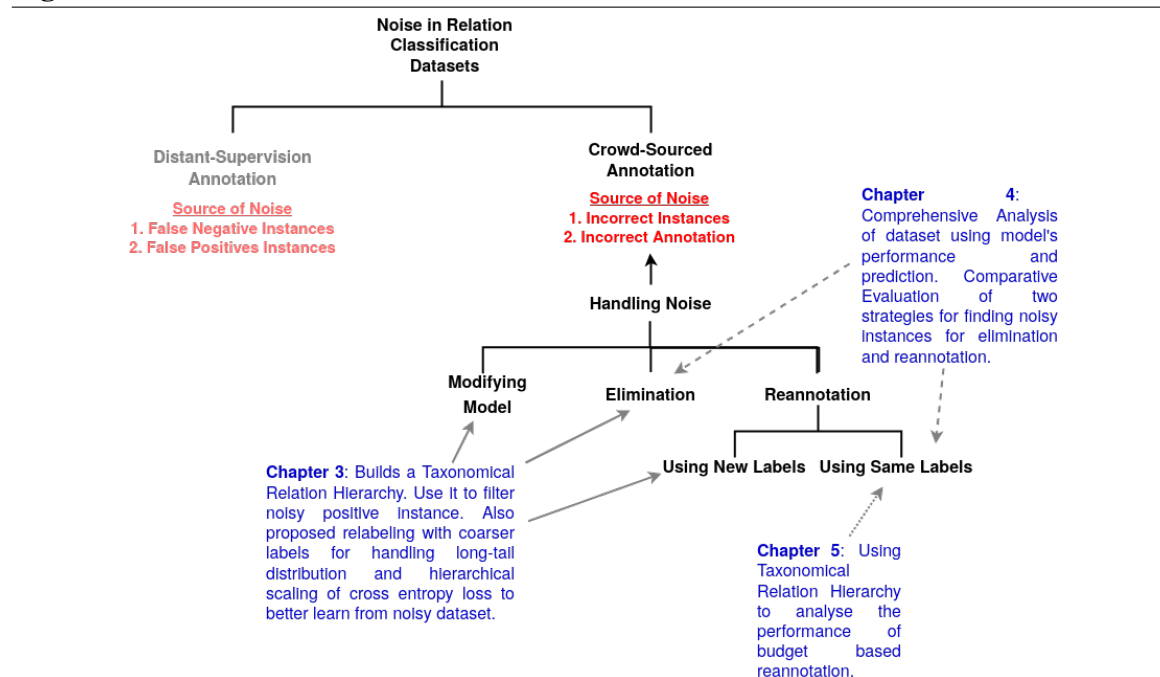 Noise in Relation
Classification
Datasets
Distant-Supervision
Annotation
Source of Noise
1. False Negative Instances
2. False Positives Instances
Crowd-Sourced
Annotation
Source of Noise
1. Incorrect Instances
2. Incorrect Annotation
Chapter 4:
Comprehensive Analysis
of dataset using model's
performance and
prediction. Comparative
Evaluation of two
strategies for finding noisy
instances for elimination
and reannotation.
Handling Noise
Modifying
Model
Elimination
Reannotation
Using New Labels
Using Same Labels
Chapter 3: Builds a Taxonomical
Relation Hierarchy. Use it to filter
noisy positive instance. Also
proposed relabeling with coarser
labels for handling long-tail
distribution and hierarchical
scaling of cross entropy loss to
better learn from noisy dataset.
Chapter 5: Using
Taxonomical
Relation Hierarchy
to analyse the
performance of
budget based
reannotation.